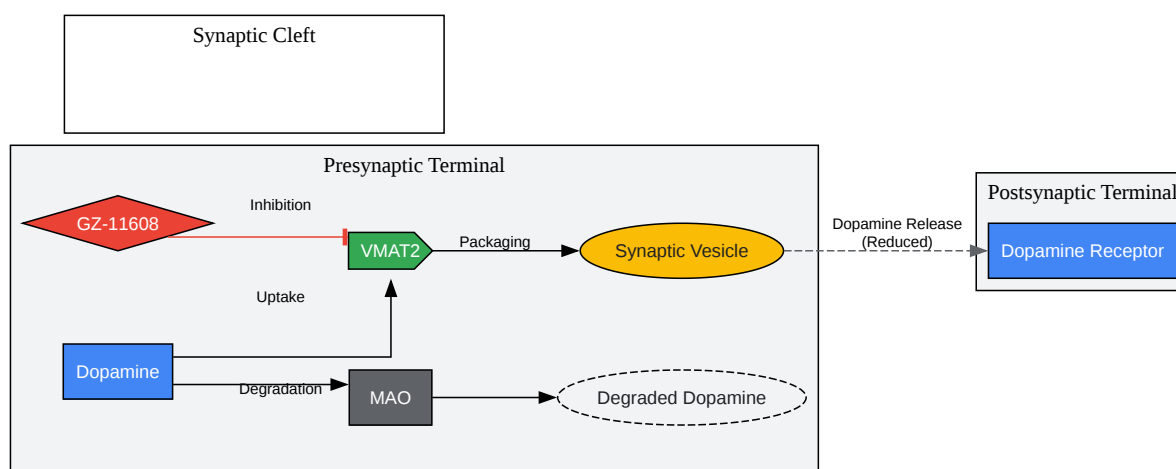 Synaptic Cleft
Presynaptic Terminal
GZ-11608
Inhibition
VMAT2
Packaging
Synaptic Vesicle
Dopamine Release
(Reduced)
Postsynaptic Terminal
Dopamine Receptor
Uptake
Dopamine
Degradation
MAO
Degraded Dopamine